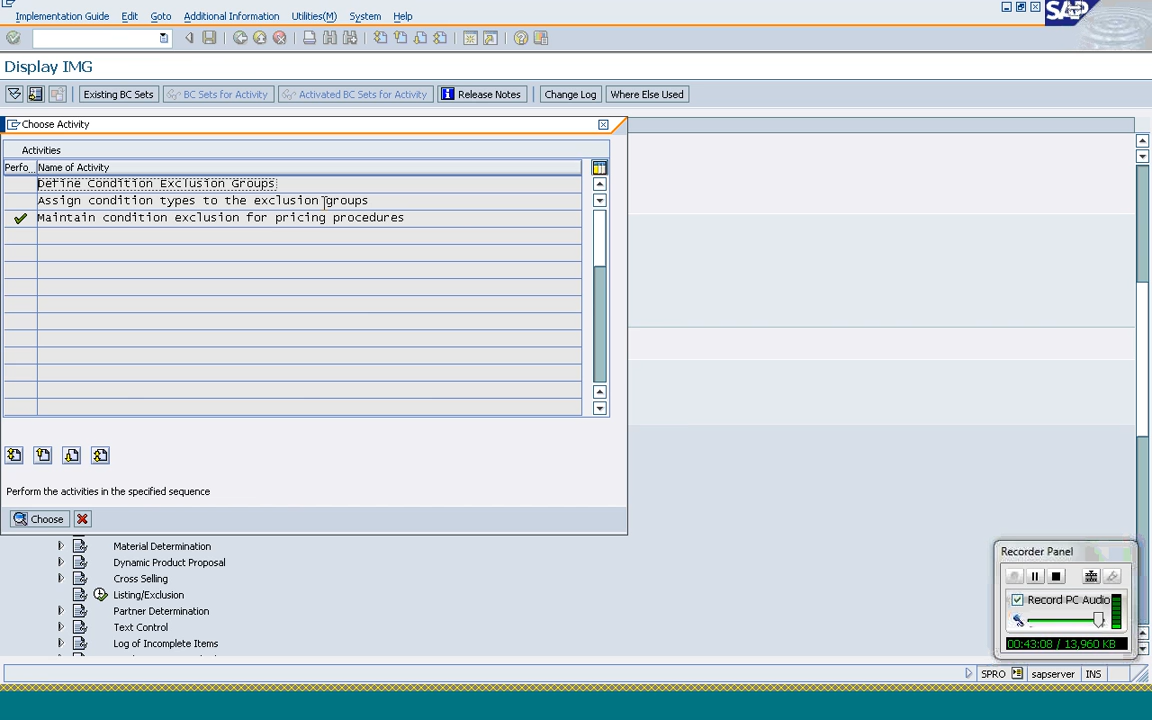 Implementation Guide Edit Goto Additional Information Utilities(M) System Help
SAP
Display IMG
Existing BC Sets BC Sets for Activity Activated BC Sets for Activity Release Notes Change Log Where Else Used
Choose Activity
Activities
Perfo... Name of Activity
Define Condition Exclusion Groups
Assign condition types to the exclusion groups
Maintain condition exclusion for pricing procedures
Perform the activities in the specified sequence
Choose
Material Determination
Dynamic Product Proposal
Cross Selling
Listing/Exclusion
Partner Determination
Text Control
Log of Incomplete Items
Recorder Panel
Record PC Audio
00:43:08 / 13,960 KB
SPRO sapserver INS